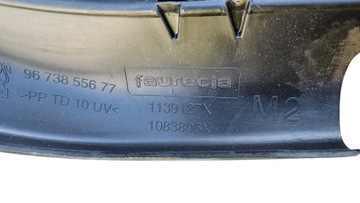 96 738 556 77
faurecia
>PP TD 10 UV<
1139127X
M2
1083806X